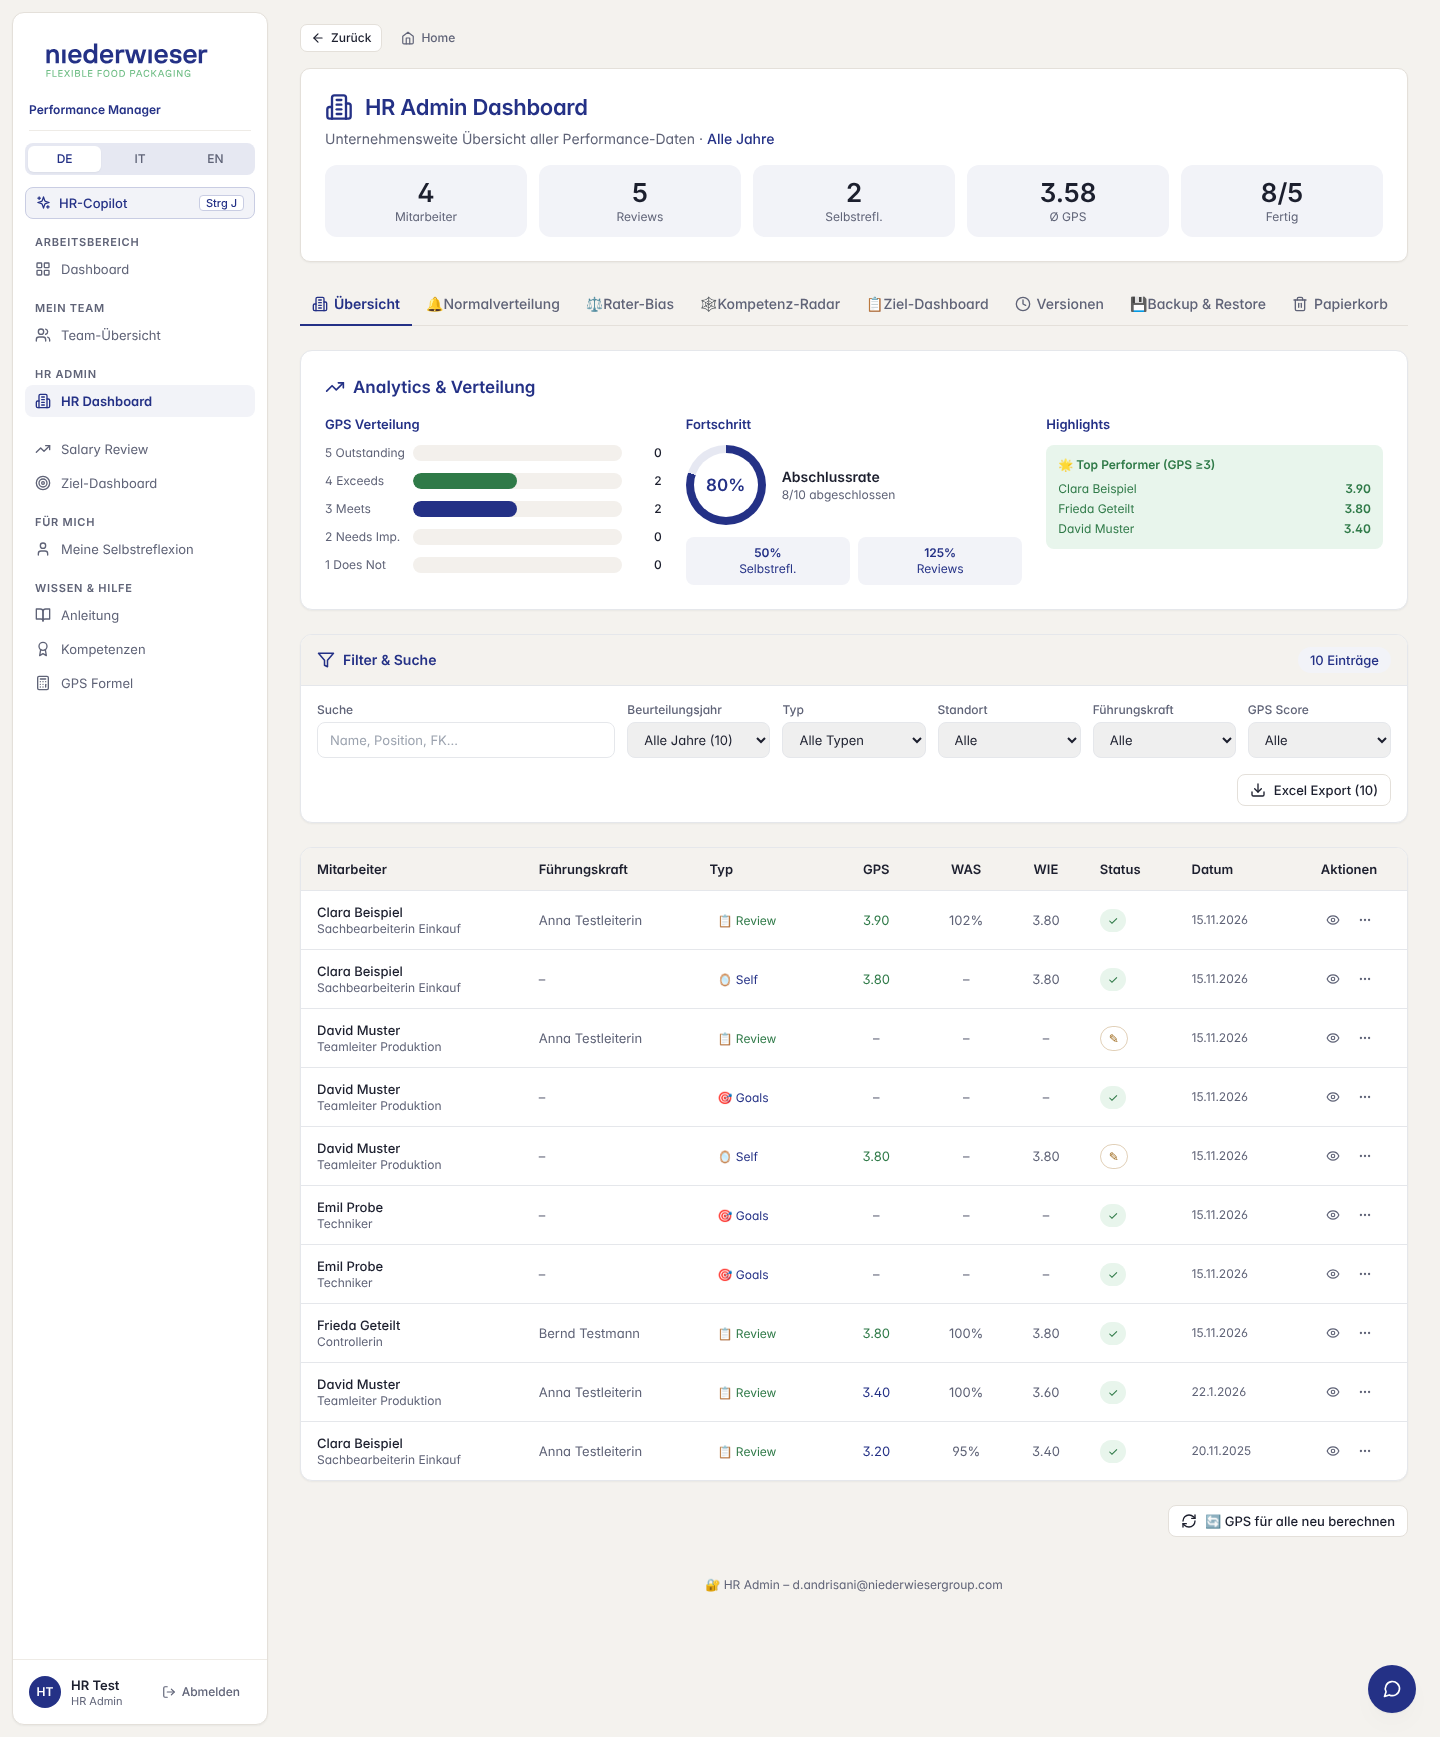 niederwieser
FLEXIBLE FOOD PACKAGING
Performance Manager
DE IT EN
HR-Copilot Strg J
ARBEITSBEREICH
Dashboard
MEIN TEAM
Team-Übersicht
HR ADMIN
HR Dashboard
Salary Review
Ziel-Dashboard
FÜR MICH
Meine Selbstreflexion
WISSEN & HILFE
Anleitung
Kompetenzen
GPS Formel
HT
HR Test
HR Admin
Abmelden
Zurück Home
HR Admin Dashboard
Unternehmensweite Übersicht aller Performance-Daten · Alle Jahre
4 5 2 3.58 8/5
Mitarbeiter Reviews Selbstrefl. Ø GPS Fertig
Übersicht 🔔Normalverteilung ⚖️Rater-Bias 🕸️Kompetenz-Radar 📋Ziel-Dashboard Versionen 💾Backup & Restore Papierkorb
Analytics & Verteilung
GPS Verteilung
5 Outstanding 0
4 Exceeds 2
3 Meets 2
2 Needs Imp. 0
1 Does Not 0
Fortschritt
80%
Abschlussrate
8/10 abgeschlossen
50% 125%
Selbstrefl. Reviews
Highlights
🌟 Top Performer (GPS ≥3)
Clara Beispiel 3.90
Frieda Geteilt 3.80
David Muster 3.40
Filter & Suche 10 Einträge
Suche Beurteilungsjahr Typ Standort Führungskraft GPS Score
Name, Position, FK... Alle Jahre (10) Alle Typen Alle Alle Alle
Excel Export (10)
Mitarbeiter Führungskraft Typ GPS WAS WIE Status Datum Aktionen
Clara Beispiel
Sachbearbeiterin Einkauf
Anna Testleiterin 📋 Review 3.90 102% 3.80 ✓ 15.11.2026
Clara Beispiel
Sachbearbeiterin Einkauf
– 🪞 Self 3.80 – 3.80 ✓ 15.11.2026
David Muster
Teamleiter Produktion
Anna Testleiterin 📋 Review – – – ✎ 15.11.2026
David Muster
Teamleiter Produktion
– 🎯 Goals – – – ✓ 15.11.2026
David Muster
Teamleiter Produktion
– 🪞 Self 3.80 – 3.80 ✎ 15.11.2026
Emil Probe
Techniker
– 🎯 Goals – – – ✓ 15.11.2026
Emil Probe
Techniker
– 🎯 Goals – – – ✓ 15.11.2026
Frieda Geteilt
Controllerin
Bernd Testmann 📋 Review 3.80 100% 3.80 ✓ 15.11.2026
David Muster
Teamleiter Produktion
Anna Testleiterin 📋 Review 3.40 100% 3.60 ✓ 22.1.2026
Clara Beispiel
Sachbearbeiterin Einkauf
Anna Testleiterin 📋 Review 3.20 95% 3.40 ✓ 20.11.2025
🔄 GPS für alle neu berechnen
🔐 HR Admin – d.andrisani@niederwiesergroup.com